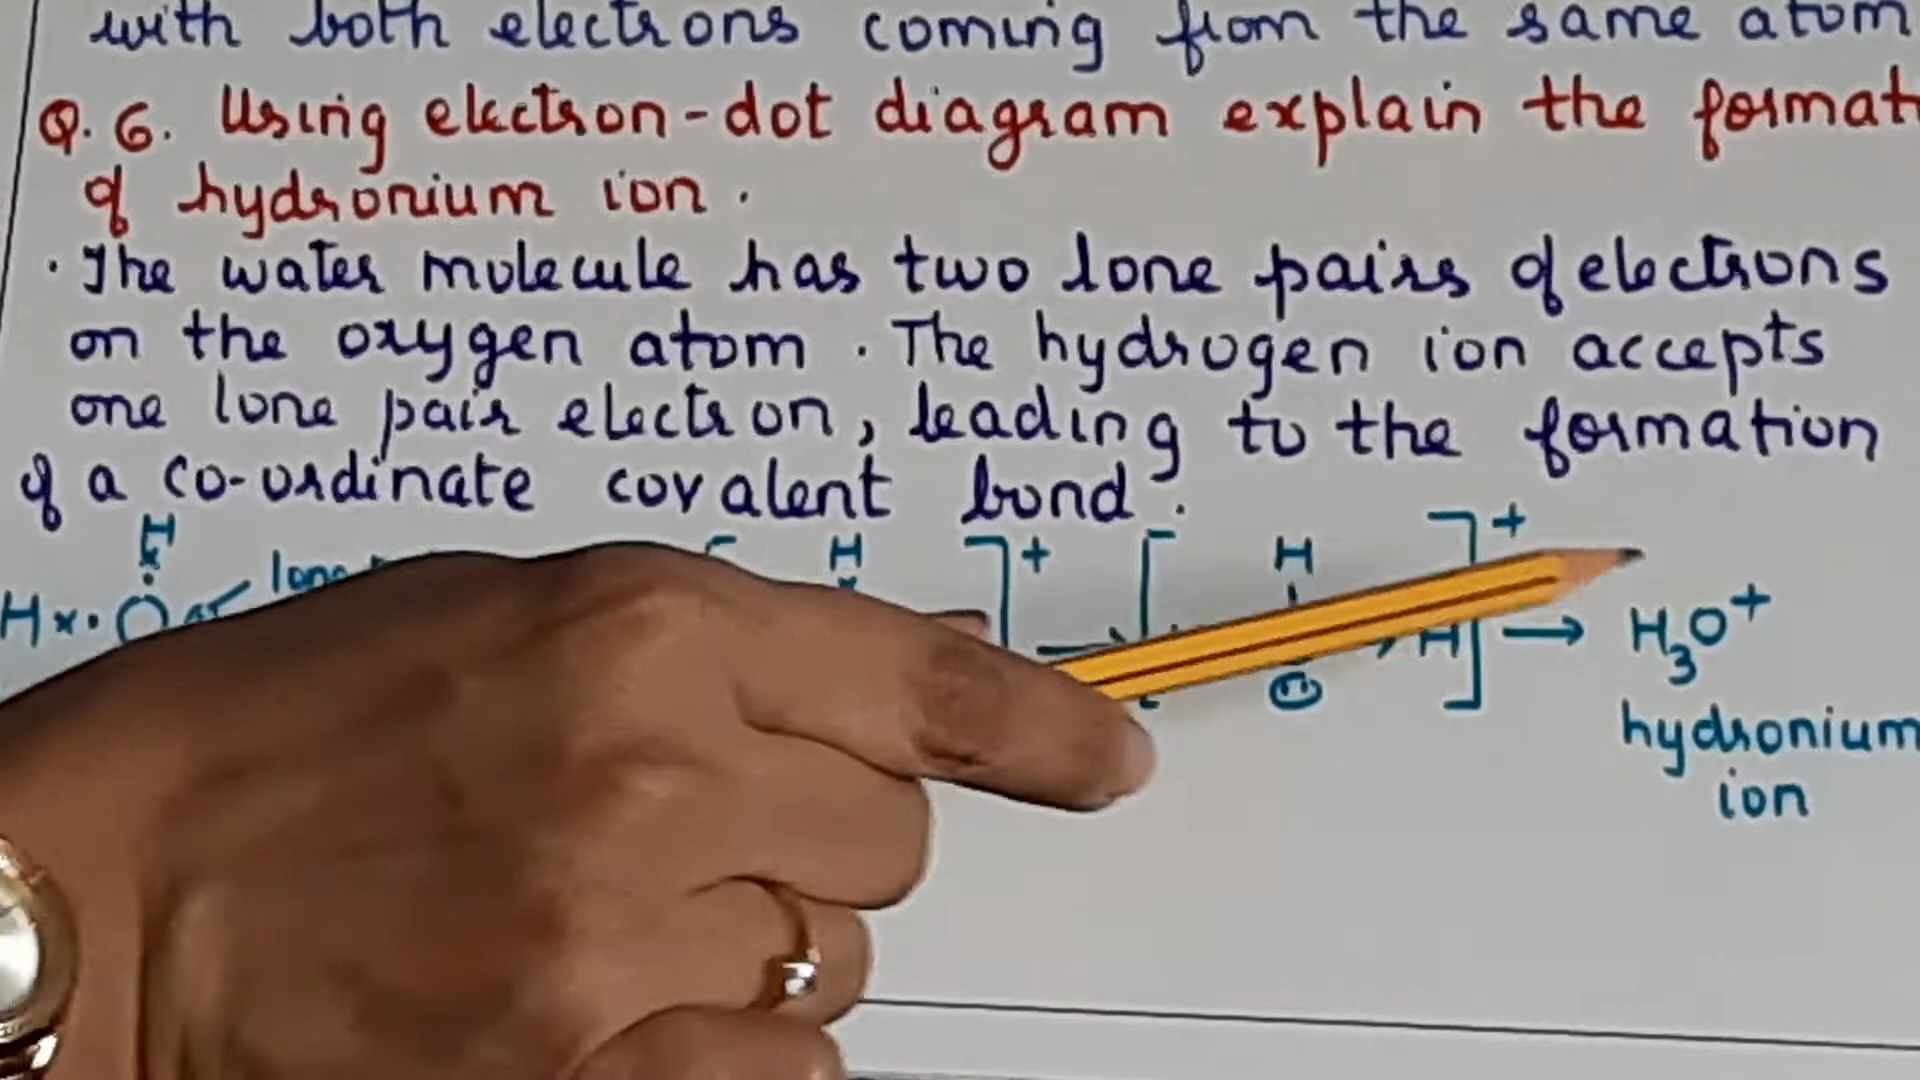 with both electrons coming from the same atom
Q. 6. Using electron-dot diagram explain the format
of hydronium ion.
· The water molecule has two lone pairs of electrons
on the oxygen atom. The hydrogen ion accepts
one lone pair electron, leading to the formation
of a co-ordinate covalent bond.
H H ]+ [ H ]+
H x• O lone → H → H3O+
hydronium
ion